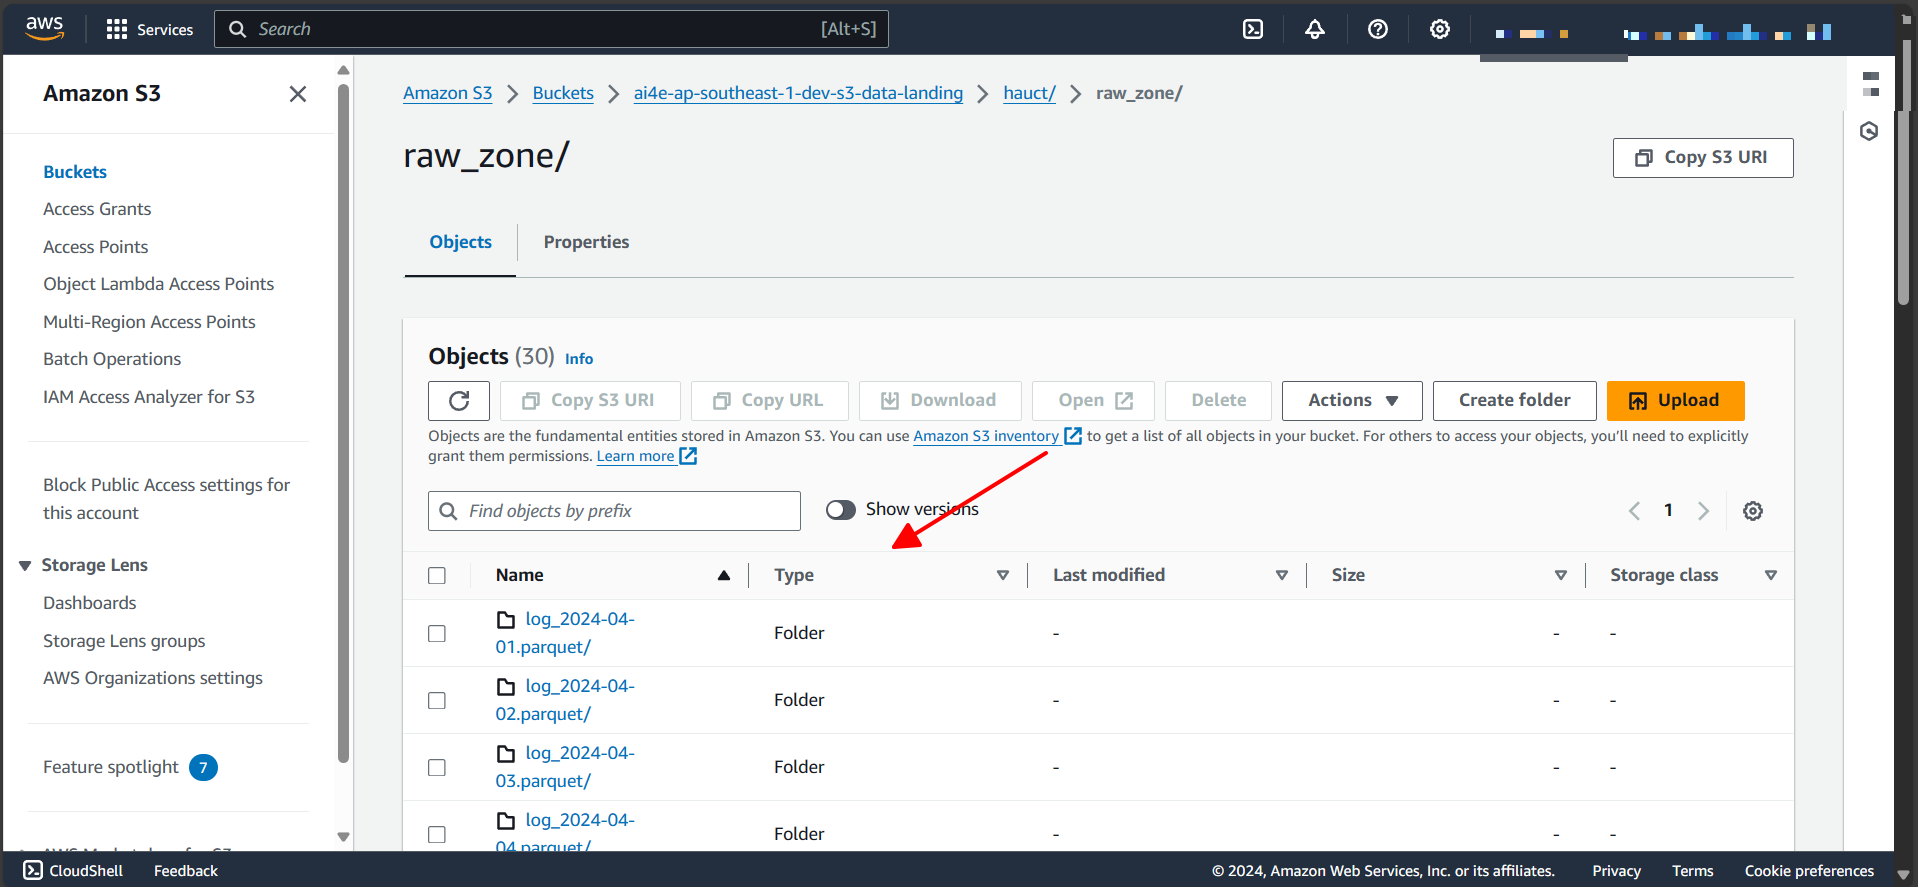 aws
Services
Search
[Alt+S]
Amazon S3
Buckets
Access Grants
Access Points
Object Lambda Access Points
Multi-Region Access Points
Batch Operations
IAM Access Analyzer for S3
Block Public Access settings for
this account
Storage Lens
Dashboards
Storage Lens groups
AWS Organizations settings
Feature spotlight 7
Amazon S3 > Buckets > ai4e-ap-southeast-1-dev-s3-data-landing > hauct/ > raw_zone/
raw_zone/
Copy S3 URI
Objects
Properties
Objects (30) Info
Copy S3 URI
Copy URL
Download
Open
Delete
Actions
Create folder
Upload
Objects are the fundamental entities stored in Amazon S3. You can use Amazon S3 inventory to get a list of all objects in your bucket. For others to access your objects, you'll need to explicitly
grant them permissions. Learn more
Find objects by prefix
Show versions
1
Name Type Last modified Size Storage class
log_2024-04-
01.parquet/
Folder - - -
log_2024-04-
02.parquet/
Folder - - -
log_2024-04-
03.parquet/
Folder - - -
log_2024-04-
04.parquet/
Folder - - -
CloudShell
Feedback
© 2024, Amazon Web Services, Inc. or its affiliates.
Privacy
Terms
Cookie preferences